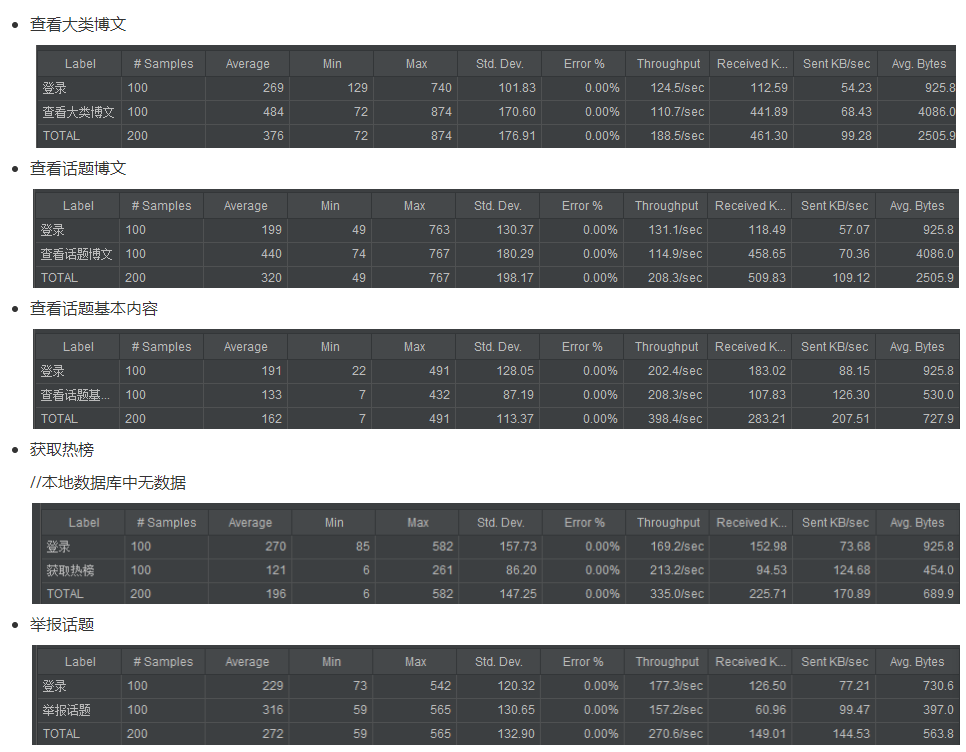 查看大类博文
Label # Samples Average Min Max Std. Dev. Error % Throughput Received K... Sent KB/sec Avg. Bytes
登录 100 269 129 740 101.83 0.00% 124.5/sec 112.59 54.23 925.8
查看大类博文 100 484 72 874 170.60 0.00% 110.7/sec 441.89 68.43 4086.0
TOTAL 200 376 72 874 176.91 0.00% 188.5/sec 461.30 99.28 2505.9
查看话题博文
Label # Samples Average Min Max Std. Dev. Error % Throughput Received K... Sent KB/sec Avg. Bytes
登录 100 199 49 763 130.37 0.00% 131.1/sec 118.49 57.07 925.8
查看话题博文 100 440 74 767 180.29 0.00% 114.9/sec 458.65 70.36 4086.0
TOTAL 200 320 49 767 198.17 0.00% 208.3/sec 509.83 109.12 2505.9
查看话题基本内容
Label # Samples Average Min Max Std. Dev. Error % Throughput Received K... Sent KB/sec Avg. Bytes
登录 100 191 22 491 128.05 0.00% 202.4/sec 183.02 88.15 925.8
查看话题基... 100 133 7 432 87.19 0.00% 208.3/sec 107.83 126.30 530.0
TOTAL 200 162 7 491 113.37 0.00% 398.4/sec 283.21 207.51 727.9
获取热榜
//本地数据库中无数据
Label # Samples Average Min Max Std. Dev. Error % Throughput Received K... Sent KB/sec Avg. Bytes
登录 100 270 85 582 157.73 0.00% 169.2/sec 152.98 73.68 925.8
获取热榜 100 121 6 261 86.20 0.00% 213.2/sec 94.53 124.68 454.0
TOTAL 200 196 6 582 147.25 0.00% 335.0/sec 225.71 170.89 689.9
举报话题
Label # Samples Average Min Max Std. Dev. Error % Throughput Received K... Sent KB/sec Avg. Bytes
登录 100 229 73 542 120.32 0.00% 177.3/sec 126.50 77.21 730.6
举报话题 100 316 59 565 130.65 0.00% 157.2/sec 60.96 99.47 397.0
TOTAL 200 272 59 565 132.90 0.00% 270.6/sec 149.01 144.53 563.8